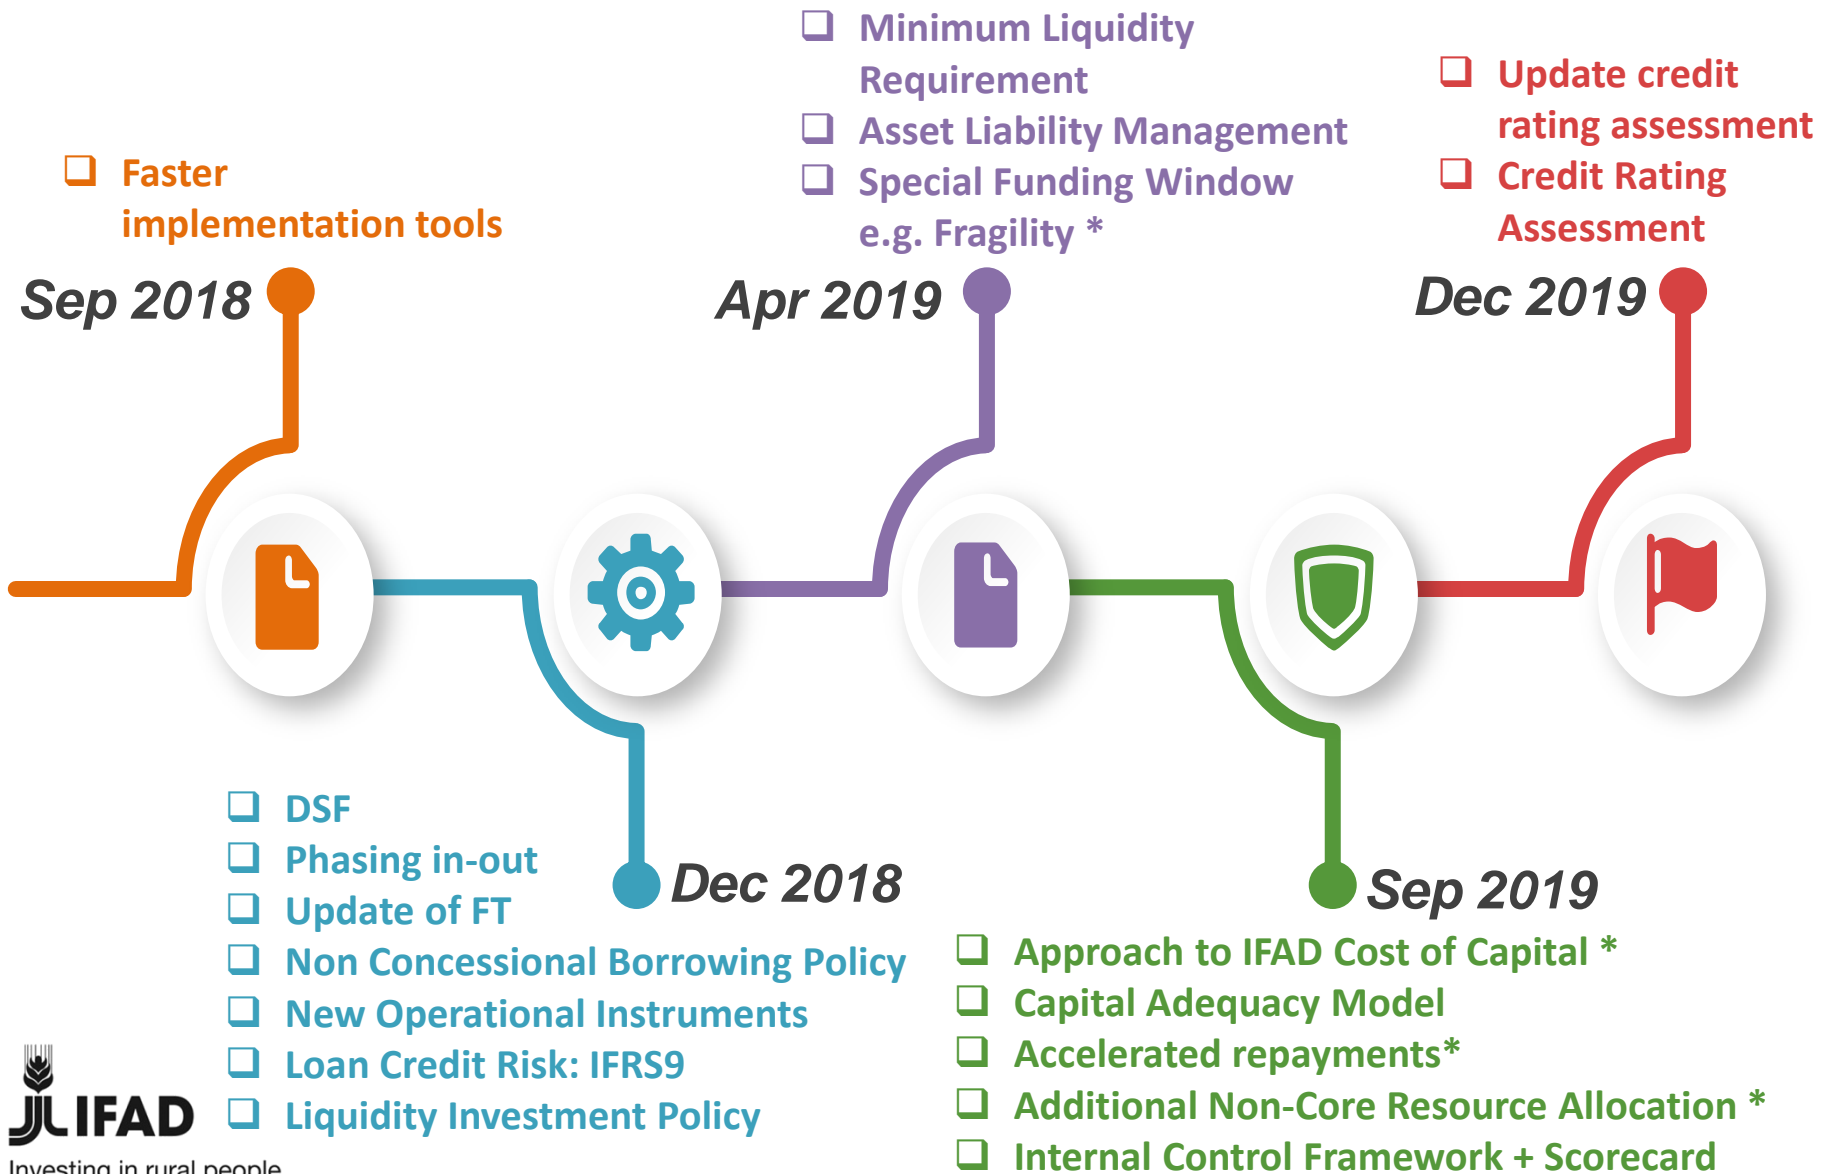 Faster
implementation tools
Sep 2018
Minimum Liquidity
Requirement
Asset Liability Management
Special Funding Window
e.g. Fragility *
Apr 2019
Update credit
rating assessment
Credit Rating
Assessment
Dec 2019
DSF
Phasing in-out
Update of FT
Non Concessional Borrowing Policy
New Operational Instruments
Loan Credit Risk: IFRS9
Liquidity Investment Policy
Dec 2018
Sep 2019
Approach to IFAD Cost of Capital *
Capital Adequacy Model
Accelerated repayments*
Additional Non-Core Resource Allocation *
Internal Control Framework + Scorecard
IFAD
Investing in rural people